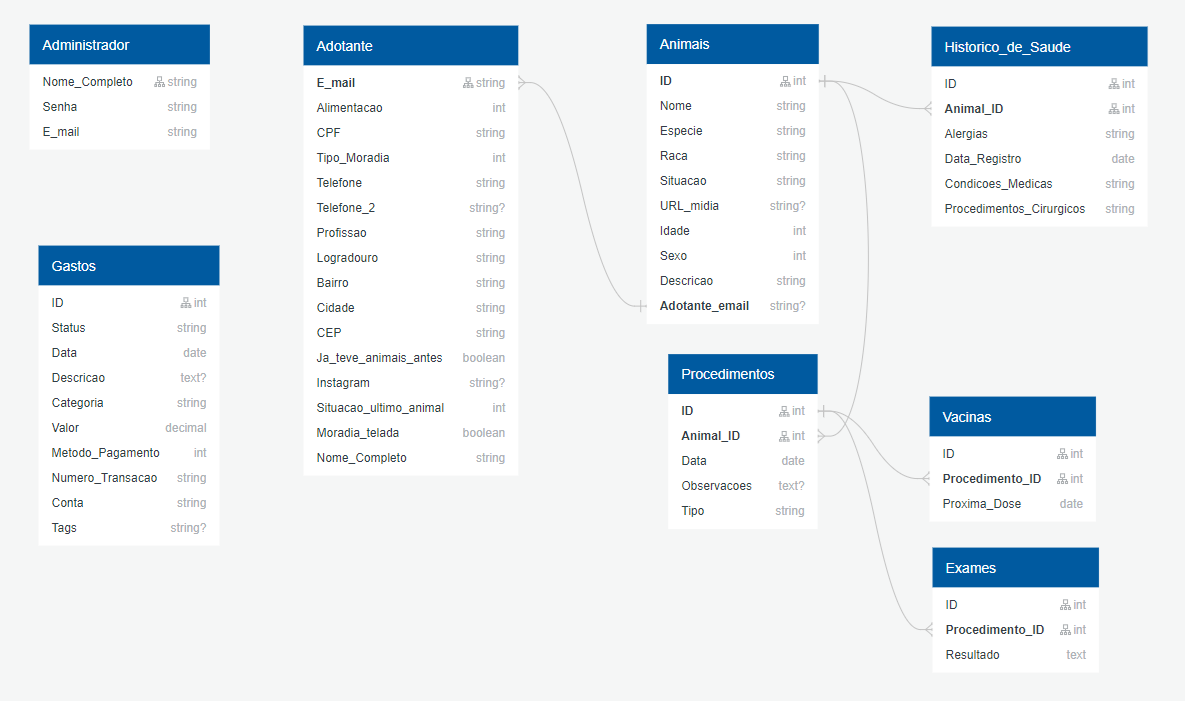 Administrador
Nome_Completo string
Senha string
E_mail string
Gastos
ID int
Status string
Data date
Descricao text?
Categoria string
Valor decimal
Metodo_Pagamento int
Numero_Transacao string
Conta string
Tags string?
Adotante
E_mail string
Alimentacao int
CPF string
Tipo_Moradia int
Telefone string
Telefone_2 string?
Profissao string
Logradouro string
Bairro string
Cidade string
CEP string
Ja_teve_animais_antes boolean
Instagram string?
Situacao_ultimo_animal int
Moradia_telada boolean
Nome_Completo string
Animais
ID int
Nome string
Especie string
Raca string
Situacao string
URL_midia string?
Idade int
Sexo int
Descricao string
Adotante_email string?
Procedimentos
ID int
Animal_ID int
Data date
Observacoes text?
Tipo string
Historico_de_Saude
ID int
Animal_ID int
Alergias string
Data_Registro date
Condicoes_Medicas string
Procedimentos_Cirurgicos string
Vacinas
ID int
Procedimento_ID int
Proxima_Dose date
Exames
ID int
Procedimento_ID int
Resultado text